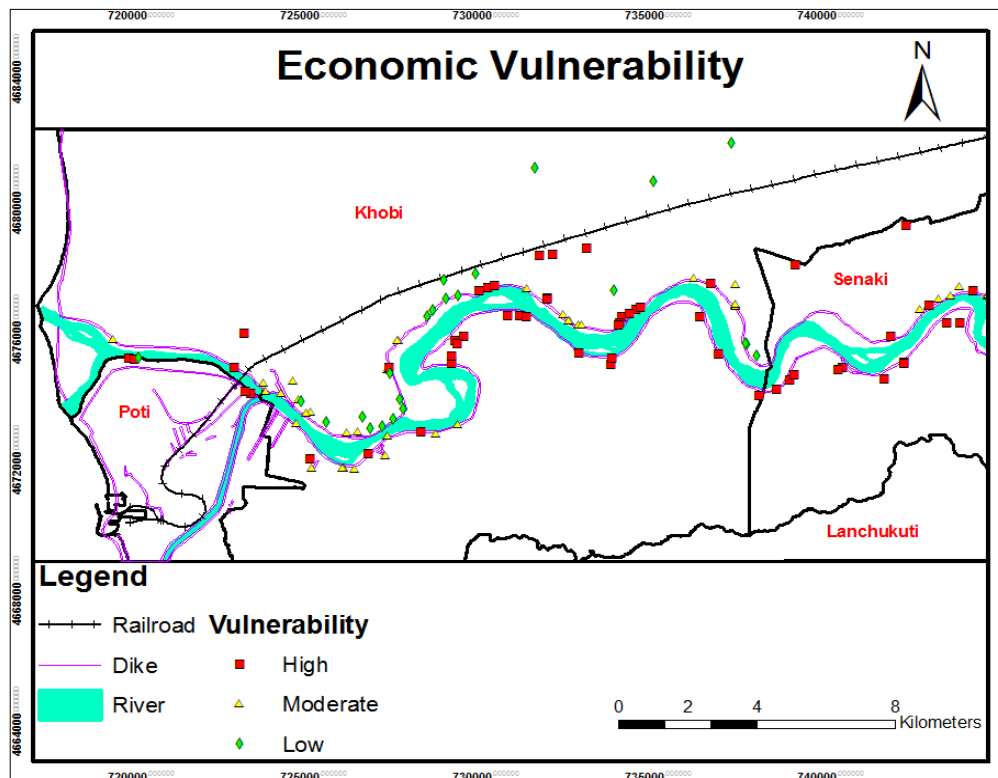 720000 725000 730000 735000 740000
Economic Vulnerability
N
4684000
4680000
4676000
4672000
4668000
4664000
Khobi
Senaki
Poti
Lanchukuti
Legend
Railroad
Dike
River
Vulnerability
High
Moderate
Low
0 2 4 8
Kilometers
720000 725000 730000 735000 740000